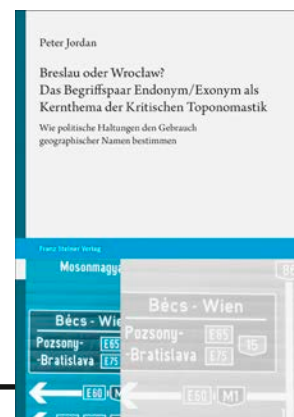 Peter Jordan
Breslau oder Wrocław?
Das Begriffspaar Endonym/Exonym als
Kernthema der Kritischen Toponomastik
Wie politische Haltungen den Gebrauch
geographischer Namen bestimmen
Franz Steiner Verlag
Mosonmagya
Bécs - Wie
Pozsony-
-Bratislava
E65
E75
E60
M
Bécs - Wien
Pozsony-
-Bratislava
E65
E75
15
E60
M1